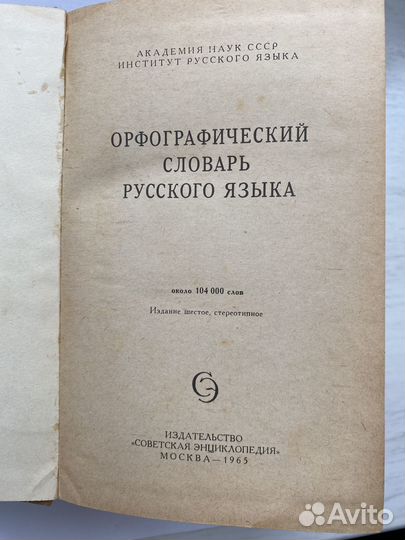 АКАДЕМИЯ НАУК СССР
ИНСТИТУТ РУССКОГО ЯЗЫКА
ОРФОГРАФИЧЕСКИЙ
СЛОВАРЬ
РУССКОГО ЯЗЫКА
около 104 000 слов
Издание шестое, стереотипное
СЭ
ИЗДАТЕЛЬСТВО
«СОВЕТСКАЯ ЭНЦИКЛОПЕДИЯ»
МОСКВА—1965
Avito